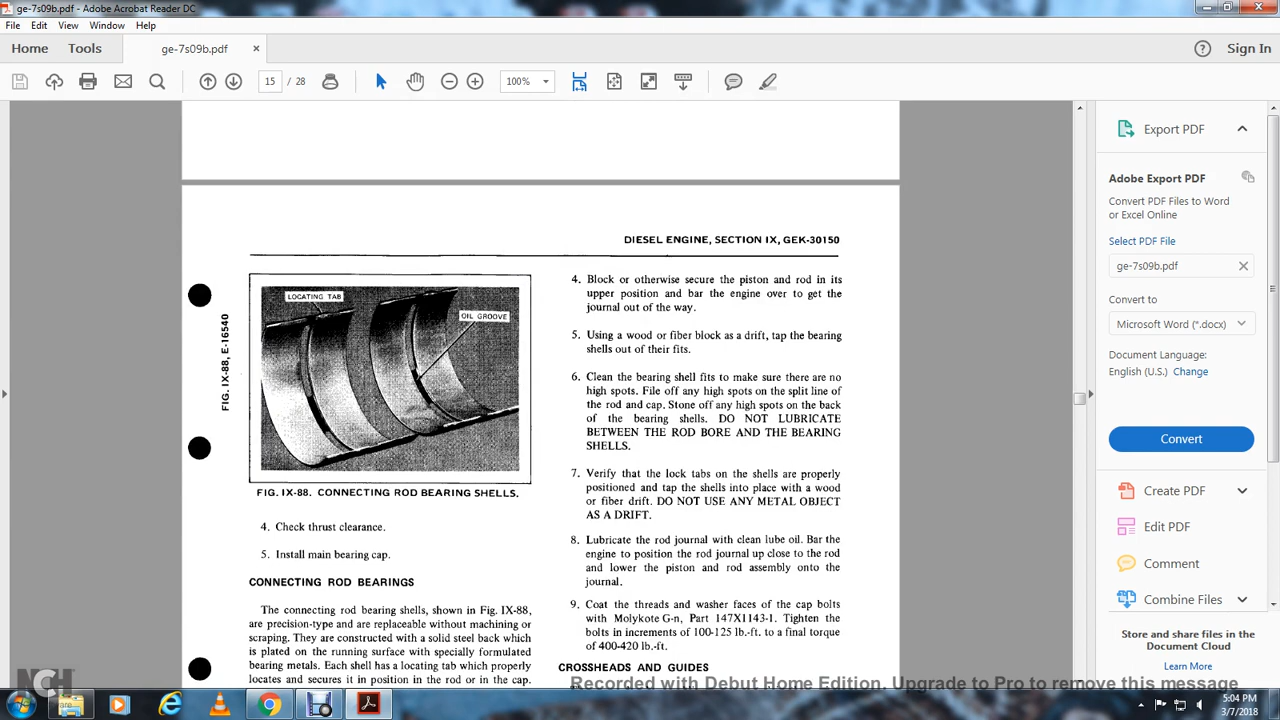 ge-7s09b.pdf - Adobe Acrobat Reader DC
File Edit View Window Help
Home Tools ge-7s09b.pdf × ? Sign In
15 / 28 100%
DIESEL ENGINE, SECTION IX, GEK-30150
FIG. IX-88, E-16540
LOCATING TAB
OIL GROOVE
FIG. IX-88. CONNECTING ROD BEARING SHELLS.
4. Check thrust clearance.
5. Install main bearing cap.
CONNECTING ROD BEARINGS
The connecting rod bearing shells, shown in Fig. IX-88,
are precision-type and are replaceable without machining or
scraping. They are constructed with a solid steel back which
is plated on the running surface with specially formulated
bearing metals. Each shell has a locating tab which properly
locates and secures it in position in the rod or in the cap.
4. Block or otherwise secure the piston and rod in its
upper position and bar the engine over to get the
journal out of the way.
5. Using a wood or fiber block as a drift, tap the bearing
shells out of their fits.
6. Clean the bearing shell fits to make sure there are no
high spots. File off any high spots on the split line of
the rod and cap. Stone off any high spots on the back
of the bearing shells. DO NOT LUBRICATE
BETWEEN THE ROD BORE AND THE BEARING
SHELLS.
7. Verify that the lock tabs on the shells are properly
positioned and tap the shells into place with a wood
or fiber drift. DO NOT USE ANY METAL OBJECT
AS A DRIFT.
8. Lubricate the rod journal with clean lube oil. Bar the
engine to position the rod journal up close to the rod
and lower the piston and rod assembly onto the
journal.
9. Coat the threads and washer faces of the cap bolts
with Molykote G-n, Part 147X1143-1. Tighten the
bolts in increments of 100-125 lb.-ft. to a final torque
of 400-420 lb.-ft.
CROSSHEADS AND GUIDES
Export PDF
Adobe Export PDF
Convert PDF Files to Word
or Excel Online
Select PDF File
ge-7s09b.pdf
Convert to
Microsoft Word (*.docx)
Document Language:
English (U.S.) Change
Convert
Create PDF
Edit PDF
Comment
Combine Files
Store and share files in the
Document Cloud
Learn More
NCH
Recorded with Debut Home Edition. Upgrade to Pro to remove this message
5:04 PM
3/7/2018